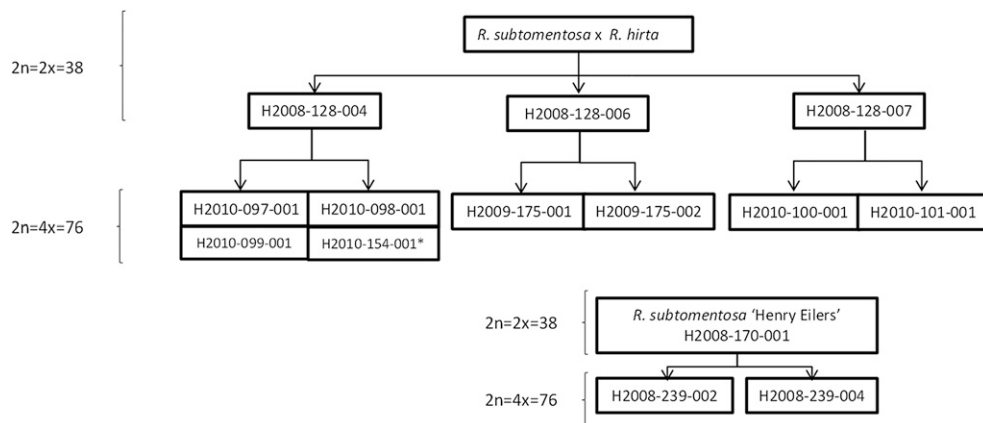 R. subtomentosa x R. hirta
2n=2x=38
H2008-128-004
H2008-128-006
H2008-128-007
2n=4x=76
H2010-097-001
H2010-098-001
H2009-175-001
H2009-175-002
H2010-100-001
H2010-101-001
H2010-099-001
H2010-154-001*
2n=2x=38
R. subtomentosa ‘Henry Eilers’
H2008-170-001
2n=4x=76
H2008-239-002
H2008-239-004